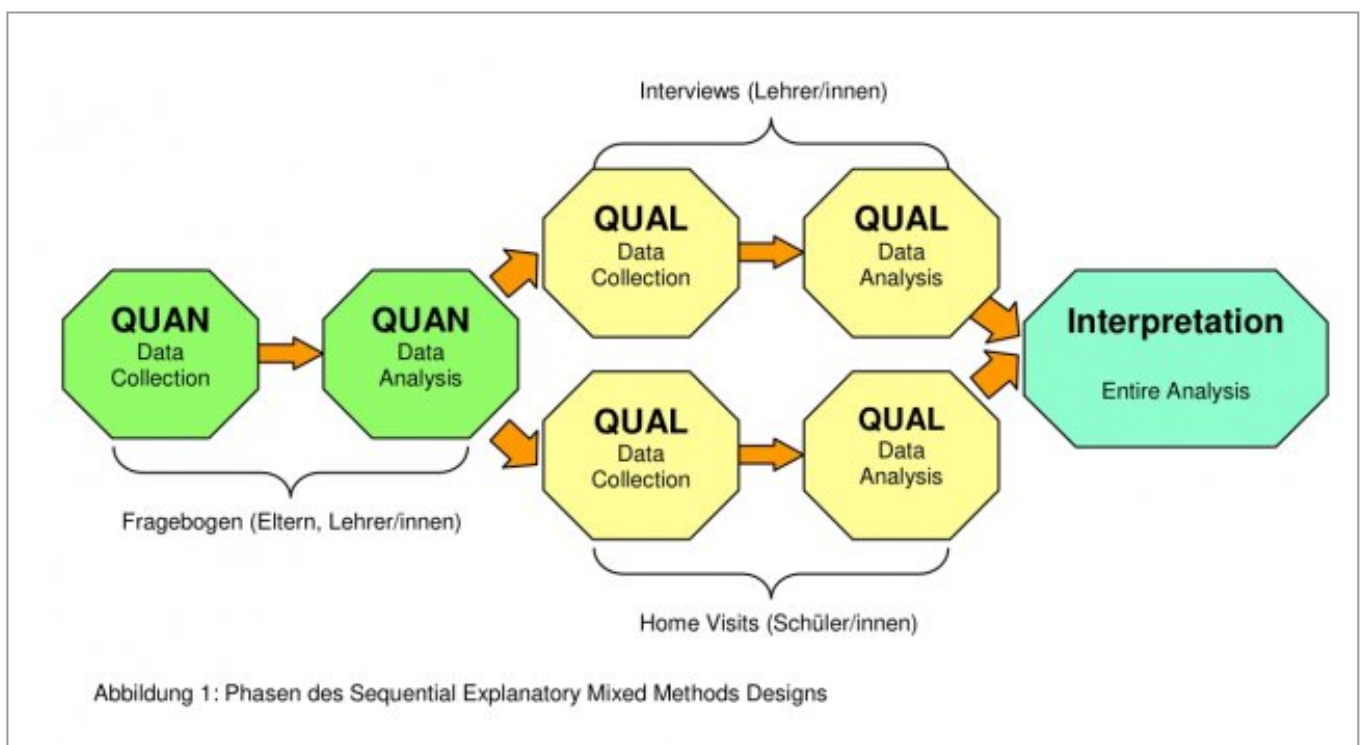 Interviews (Lehrer/innen)
QUAL
Data
Collection
QUAL
Data
Analysis
QUAN
Data
Collection
QUAN
Data
Analysis
Interpretation
Entire Analysis
QUAL
Data
Collection
QUAL
Data
Analysis
Fragebogen (Eltern, Lehrer/innen)
Home Visits (Schüler/innen)
Abbildung 1: Phasen des Sequential Explanatory Mixed Methods Designs